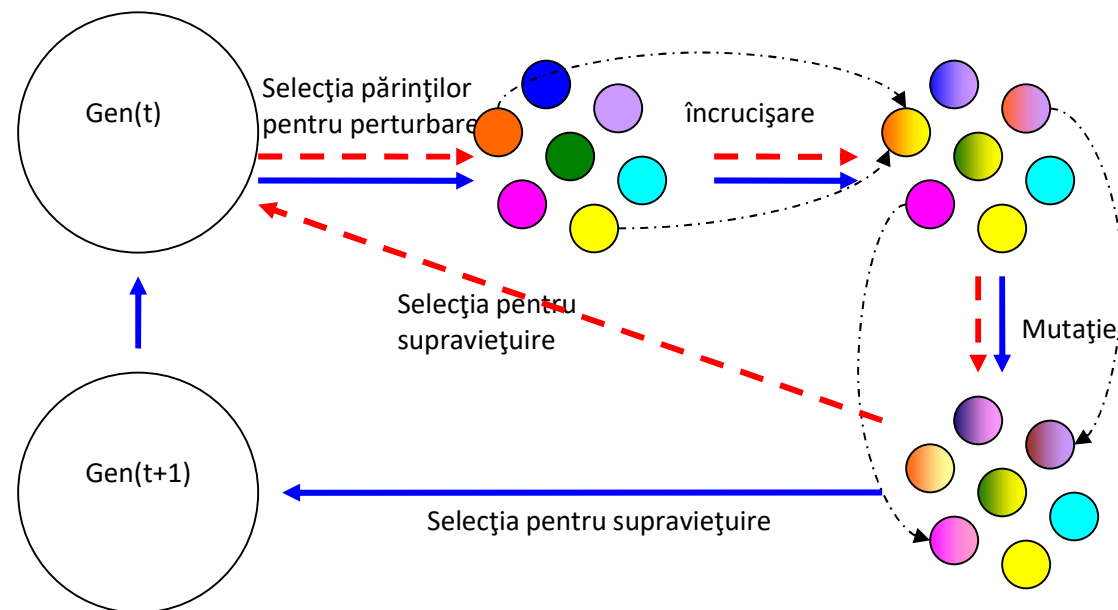 Gen(t)
Selecţia părinţilor
pentru perturbare
încrucişare
Selecţia pentru
supravieţuire
Mutaţie
Gen(t+1)
Selecţia pentru supravieţuire